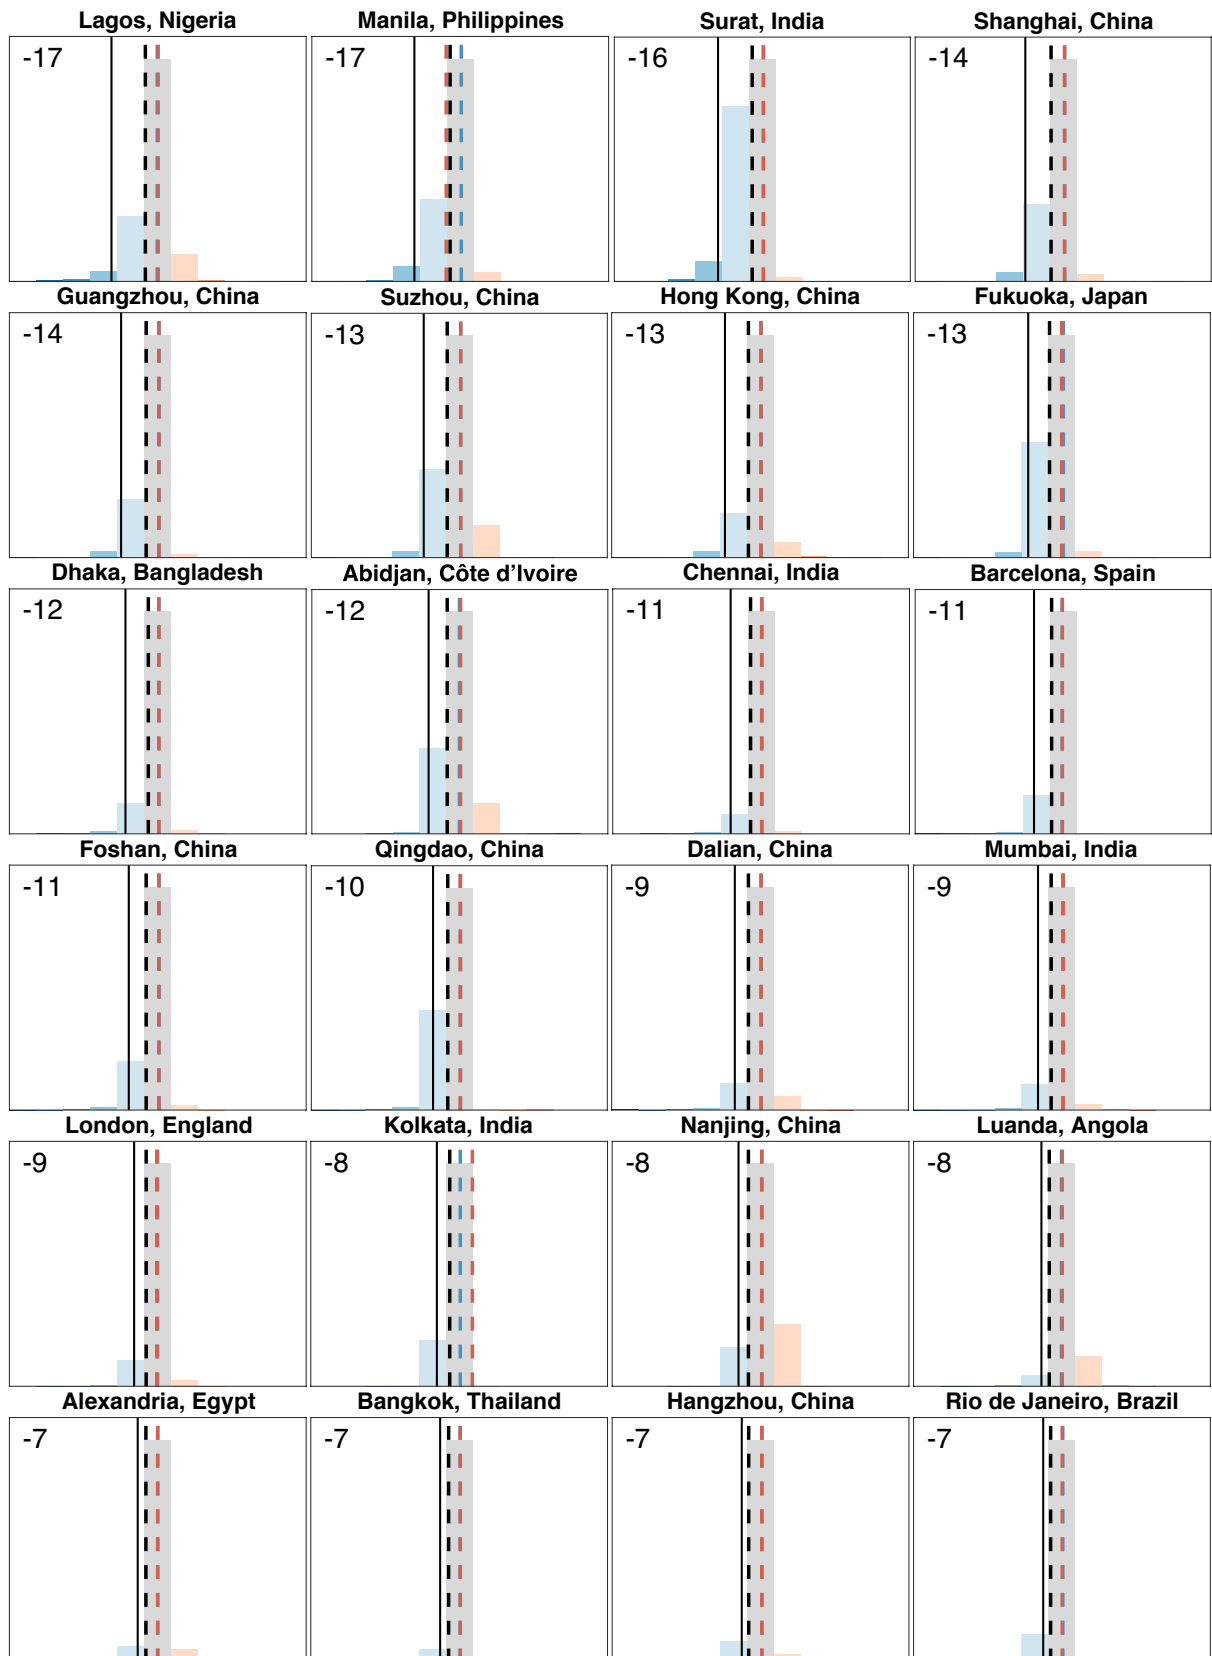 Lagos, Nigeria
Manila, Philippines
Surat, India
Shanghai, China
-17
-17
-16
-14
Guangzhou, China
Suzhou, China
Hong Kong, China
Fukuoka, Japan
-14
-13
-13
-13
Dhaka, Bangladesh
Abidjan, Côte d'Ivoire
Chennai, India
Barcelona, Spain
-12
-12
-11
-11
Foshan, China
Qingdao, China
Dalian, China
Mumbai, India
-11
-10
-9
-9
London, England
Kolkata, India
Nanjing, China
Luanda, Angola
-9
-8
-8
-8
Alexandria, Egypt
Bangkok, Thailand
Hangzhou, China
Rio de Janeiro, Brazil
-7
-7
-7
-7